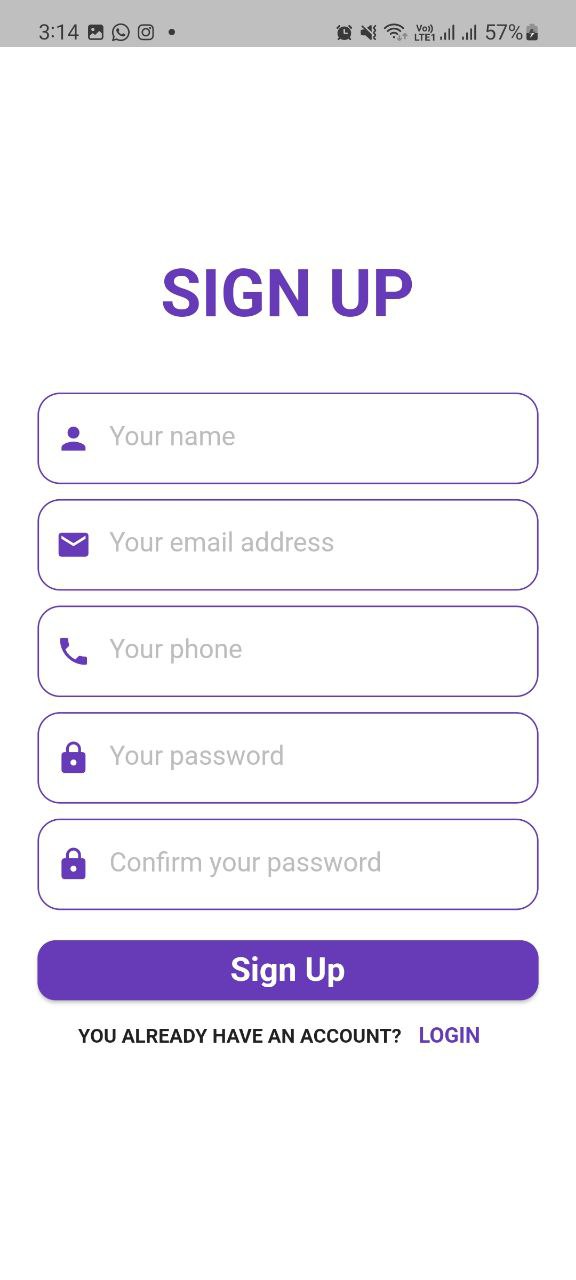 3:14 Vo) LTE1 57%
SIGN UP
Your name
Your email address
Your phone
Your password
Confirm your password
Sign Up
YOU ALREADY HAVE AN ACCOUNT? LOGIN